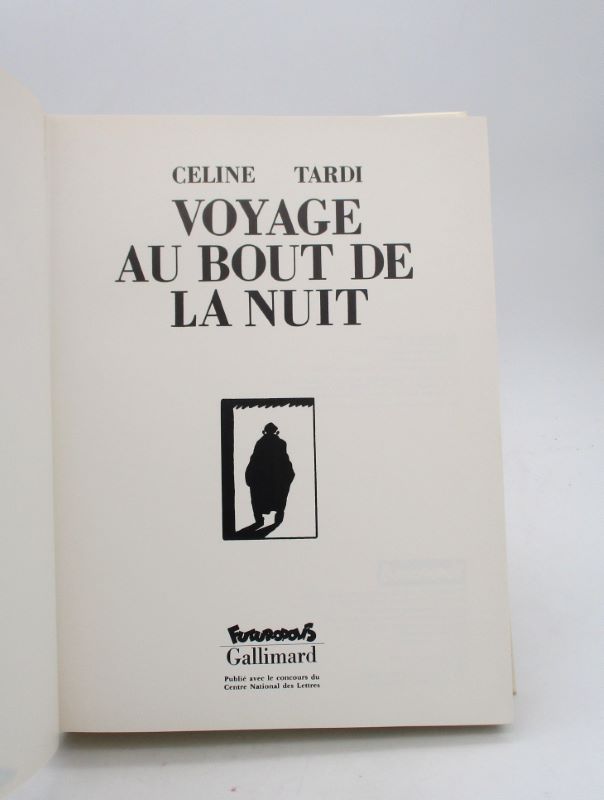 CELINE TARDI
VOYAGE
AU BOUT DE
LA NUIT
FUTUROPOLIS
Gallimard
Publié avec le concours du
Centre National des Lettres